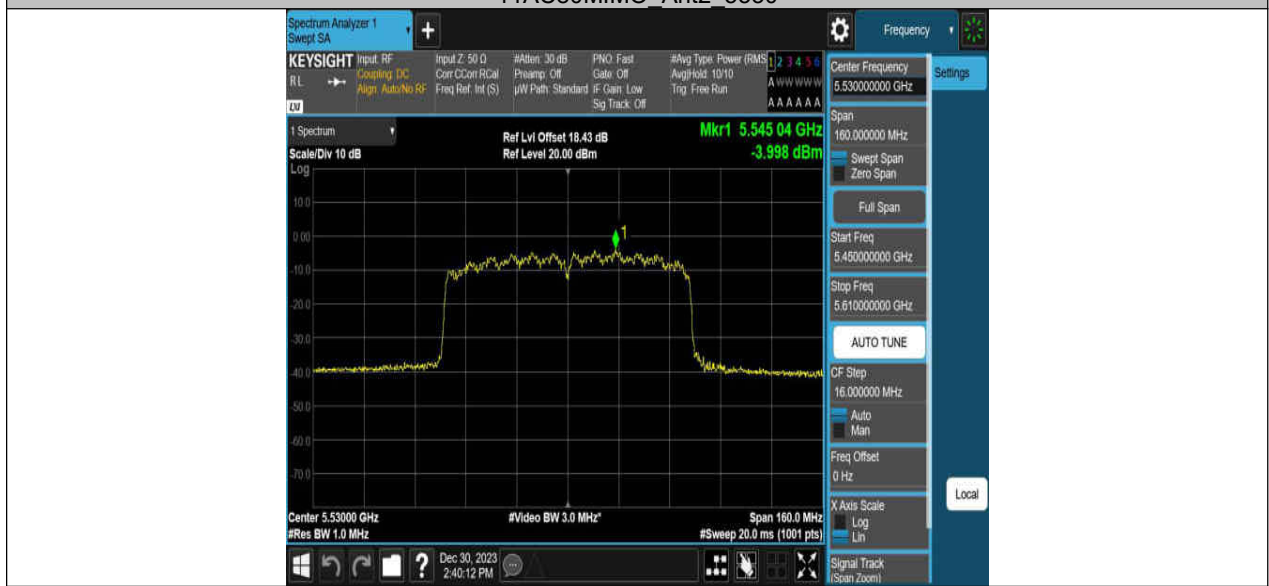 Spectrum Analyzer 1
Swept SA
+
Frequency
KEYSIGHT
RL
Input: RF
Coupling: DC
Align: Auto/No RF
Input Z: 50 Ω
Corr CCorr RCal
Freq Ref: Int (S)
#Atten: 30 dB
Preamp: Off
µW Path: Standard
PNO: Fast
Gate: Off
IF Gain: Low
Sig Track: Off
#Avg Type: Power (RMS
Avg|Hold: 10/10
Trig: Free Run
1 2 3 4 5 6
A W W W W W
A A A A A A
1 Spectrum
Scale/Div 10 dB
Log
Ref Lvl Offset 18.43 dB
Ref Level 20.00 dBm
Mkr1 5.545 04 GHz
-3.998 dBm
10.0
0.00
-10.0
-20.0
-30.0
-40.0
-50.0
-60.0
-70.0
1
Center 5.53000 GHz
#Res BW 1.0 MHz
#Video BW 3.0 MHz*
Span 160.0 MHz
#Sweep 20.0 ms (1001 pts)
Dec 30, 2023
2:40:12 PM
?
Center Frequency
5.530000000 GHz
Settings
Span
160.000000 MHz
Swept Span
Zero Span
Full Span
Start Freq
5.450000000 GHz
Stop Freq
5.610000000 GHz
AUTO TUNE
CF Step
16.000000 MHz
Auto
Man
Freq Offset
0 Hz
Local
X Axis Scale
Log
Lin
Signal Track
(Span Zoom)